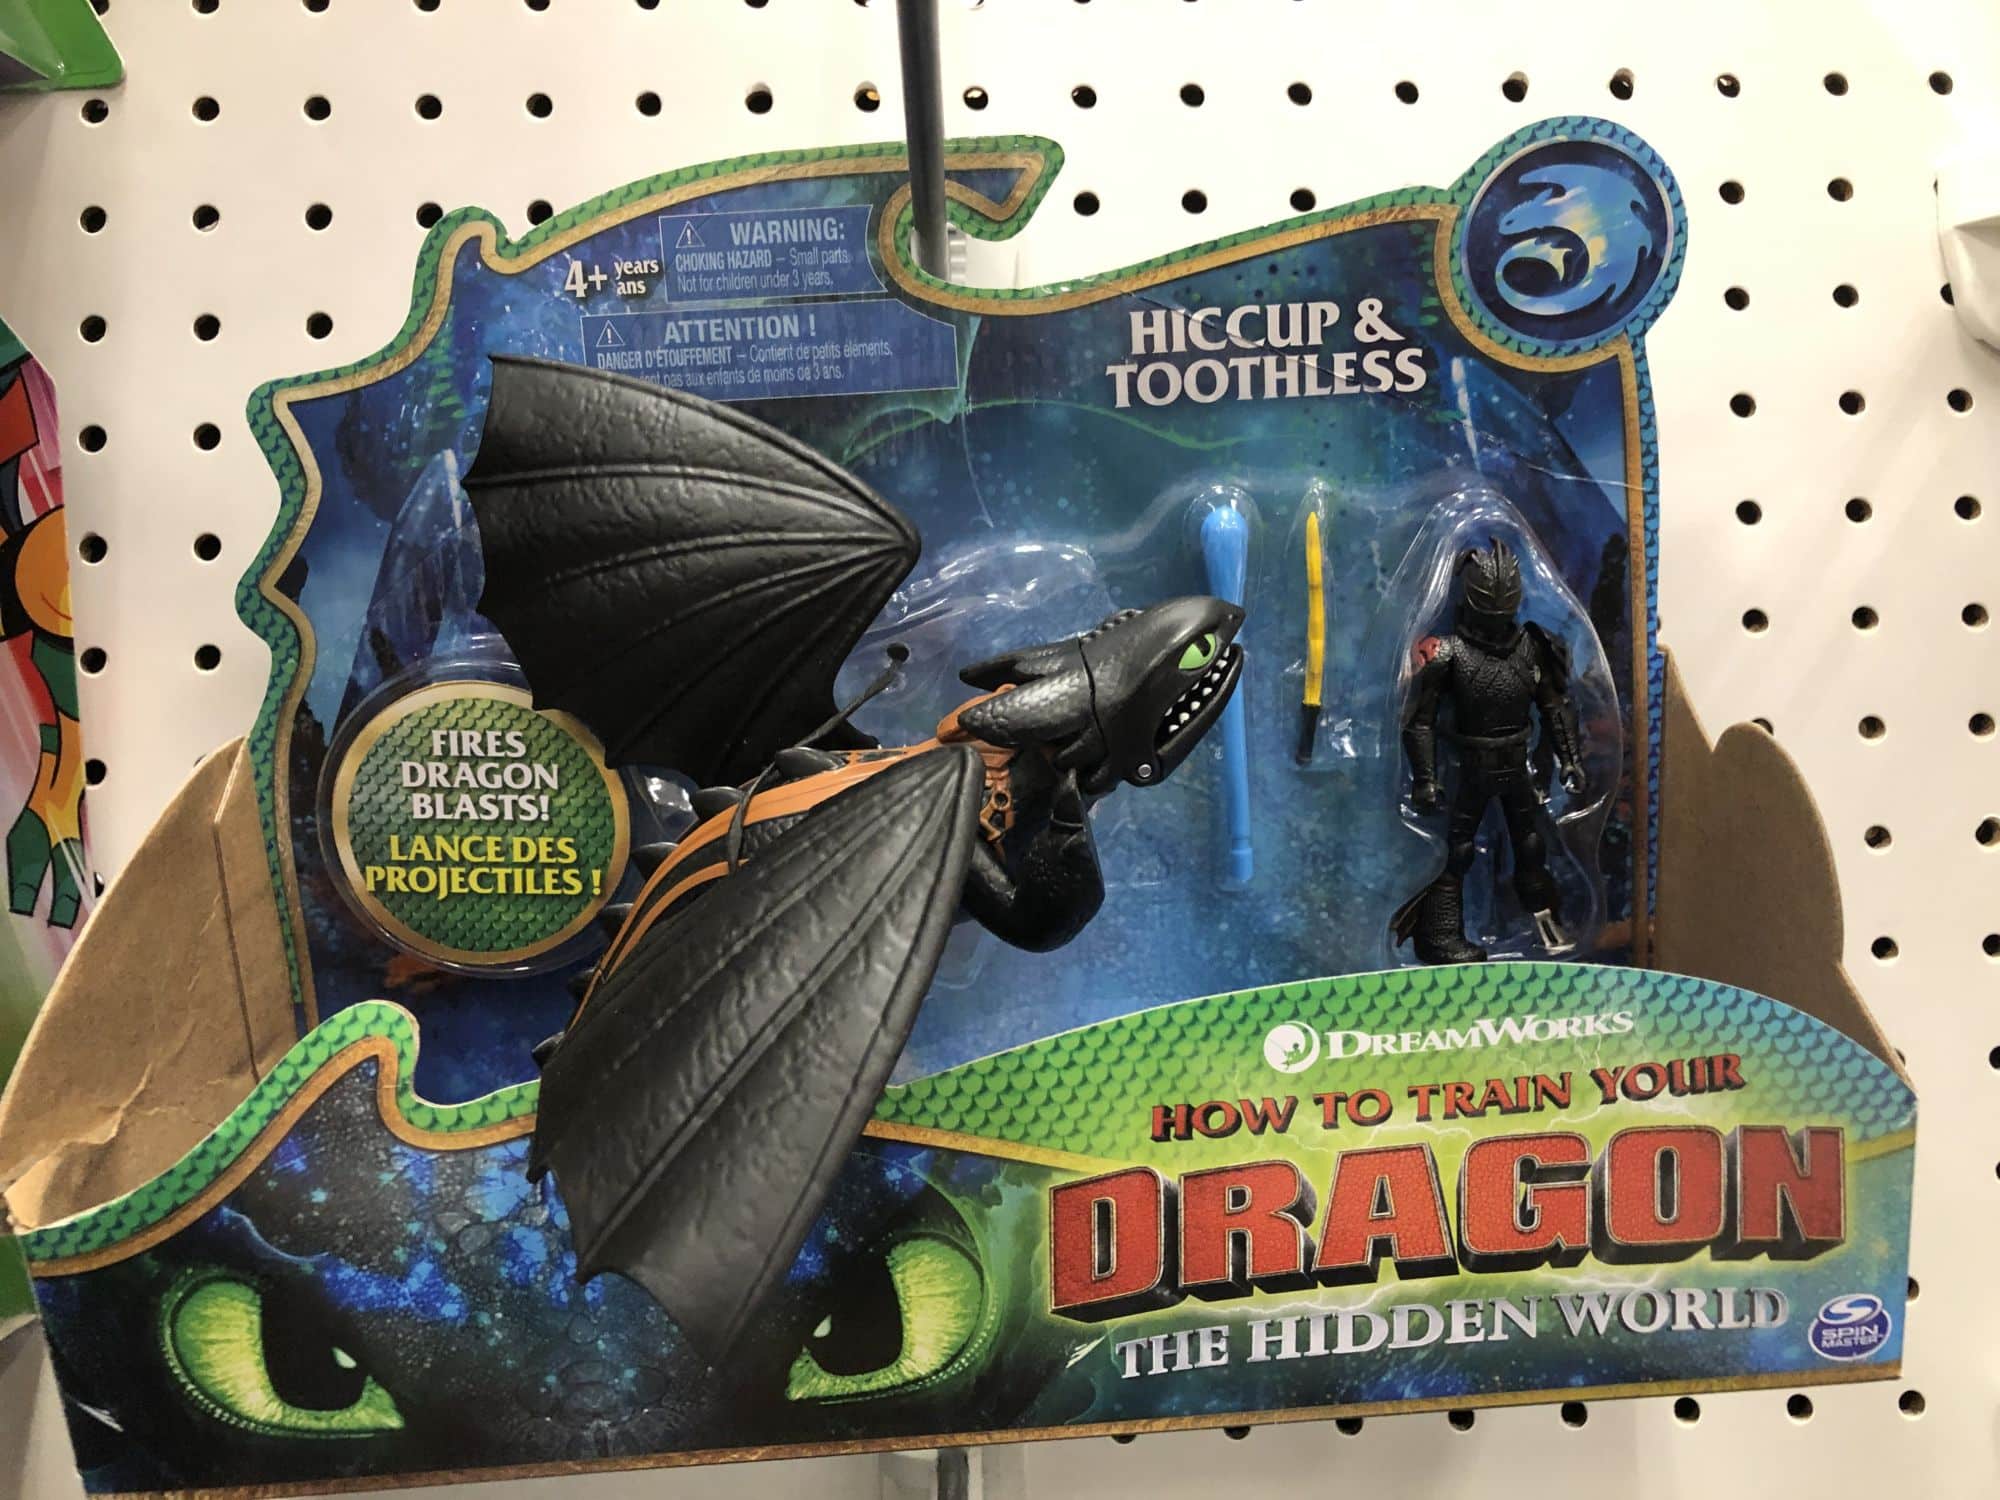 4+ years
ans
WARNING:
CHOKING HAZARD – Small parts
Not for children under 3 years.
ATTENTION !
DANGER D'ÉTOUFFEMENT – Contient de petits éléments.
pas aux enfants de moins de 3 ans.
HICCUP &
TOOTHLESS
FIRES
DRAGON
BLASTS!
LANCE DES
PROJECTILES !
DREAMWORKS
HOW TO TRAIN YOUR
DRAGON
THE HIDDEN WORLD
SPIN
MASTER